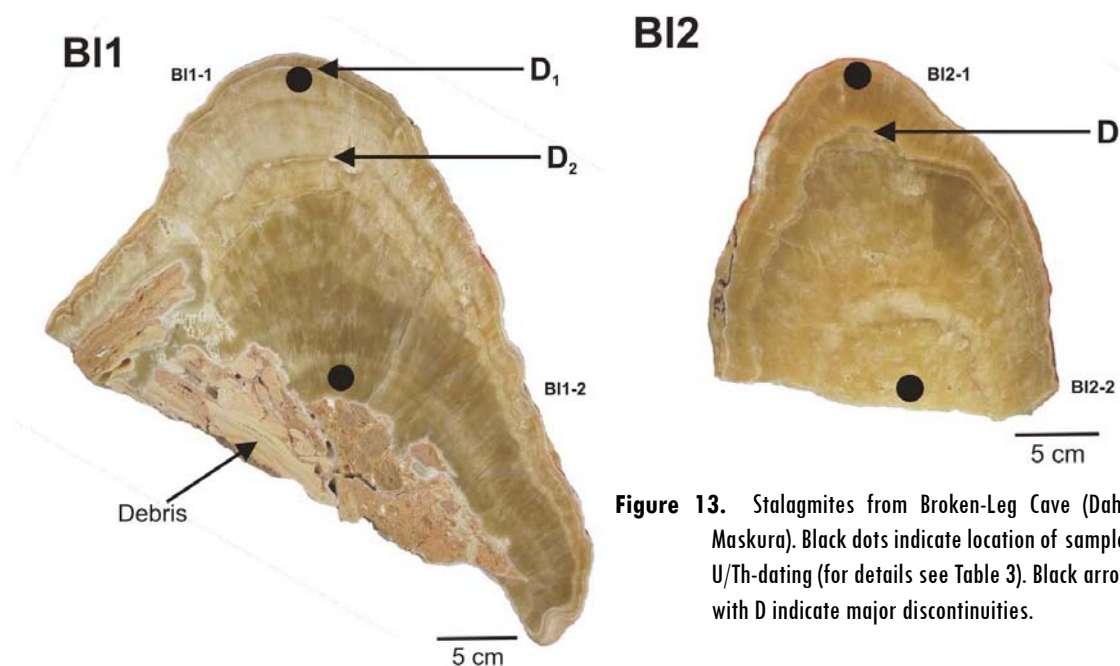 BI1
BI1-1
D1
D2
BI1-2
Debris
5 cm
BI2
BI2-1
D
BI2-2
5 cm
Figure 13. Stalagmites from Broken-Leg Cave (Dah
Maskura). Black dots indicate location of sample
U/Th-dating (for details see Table 3). Black arro
with D indicate major discontinuities.